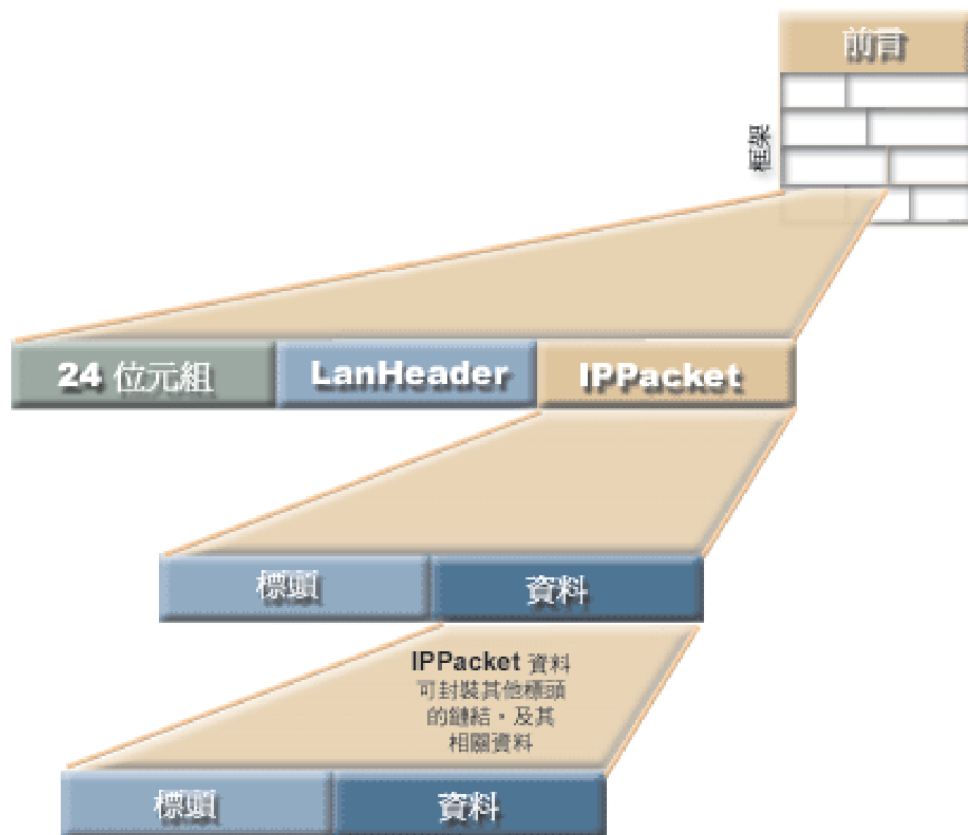 前言
框架
24 位元組
LanHeader
IPPacket
標頭
資料
IPPacket 資料
可封裝其他標頭
的鏈結，及其
相關資料
標頭
資料